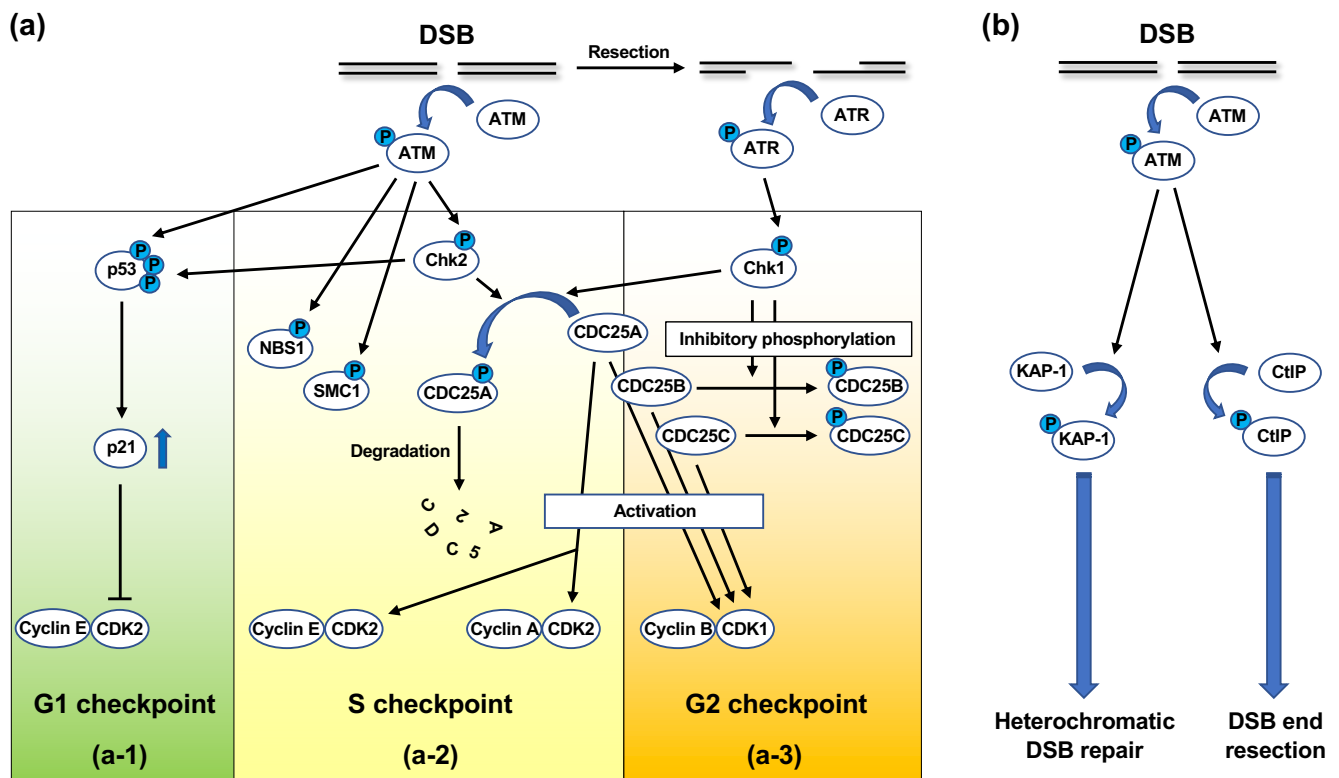 (a)
DSB
Resection
ATM
ATR
P
ATM
P
ATR
P
P
P
p53
P
Chk2
P
Chk1
CDC25A
P
NBS1
P
SMC1
P
CDC25A
Inhibitory phosphorylation
CDC25B
P
CDC25B
CDC25C
P
CDC25C
p21
Degradation
C D C 2 5 A
Activation
Cyclin E
CDK2
Cyclin E
CDK2
Cyclin A
CDK2
Cyclin B
CDK1
G1 checkpoint
(a-1)
S checkpoint
(a-2)
G2 checkpoint
(a-3)
(b)
DSB
ATM
P
ATM
KAP-1
P
KAP-1
CtIP
P
CtIP
Heterochromatic
DSB repair
DSB end
resection